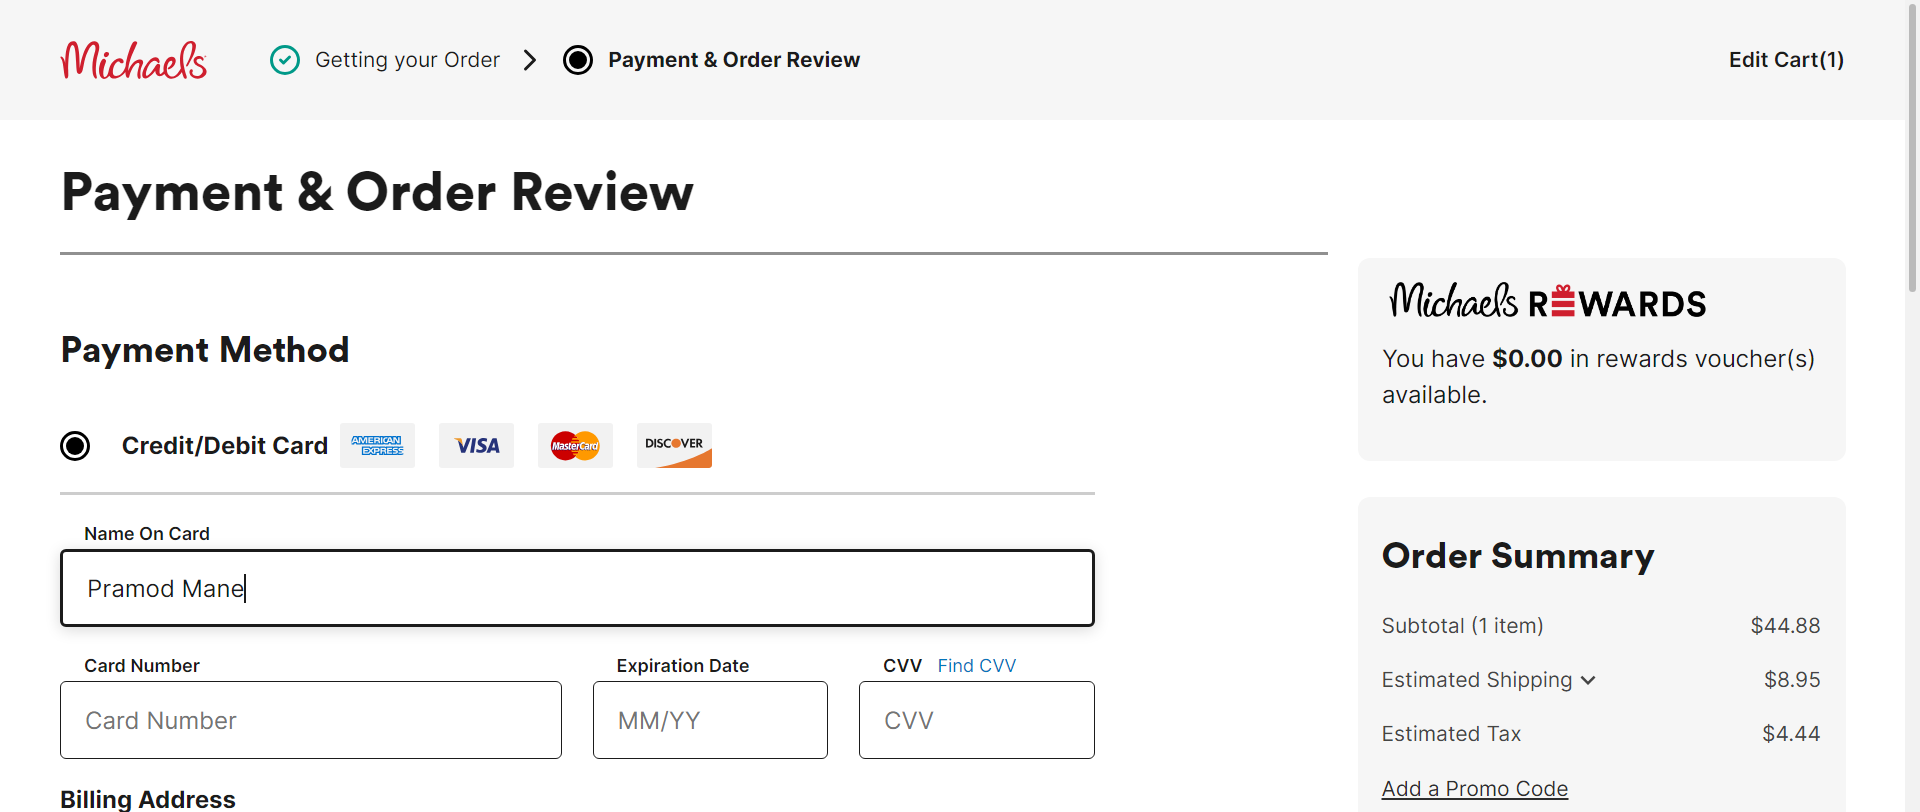 Michaels Getting your Order Payment & Order Review Edit Cart(1)
Payment & Order Review
Michaels REWARDS
You have $0.00 in rewards voucher(s)
available.
Payment Method
Credit/Debit Card AMERICAN EXPRESS VISA MasterCard DISCOVER
Name On Card
Pramod Mane
Card Number Expiration Date CVV Find CVV
Card Number MM/YY CVV
Billing Address
Order Summary
Subtotal (1 item) $44.88
Estimated Shipping $8.95
Estimated Tax $4.44
Add a Promo Code